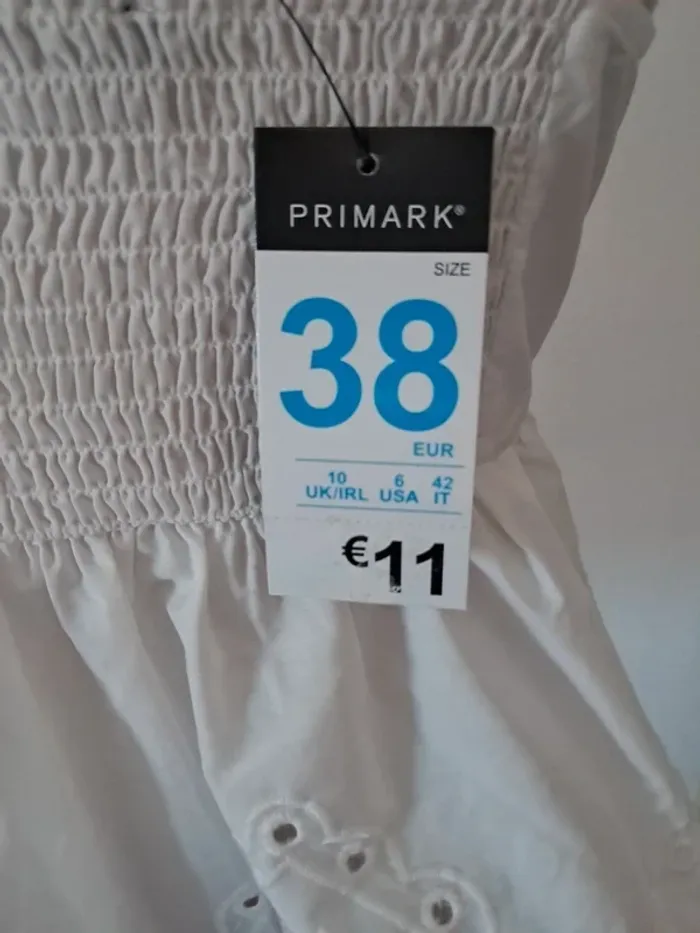 PRIMARK®
SIZE
38
EUR
10 6 42
UK/IRL USA IT
€11